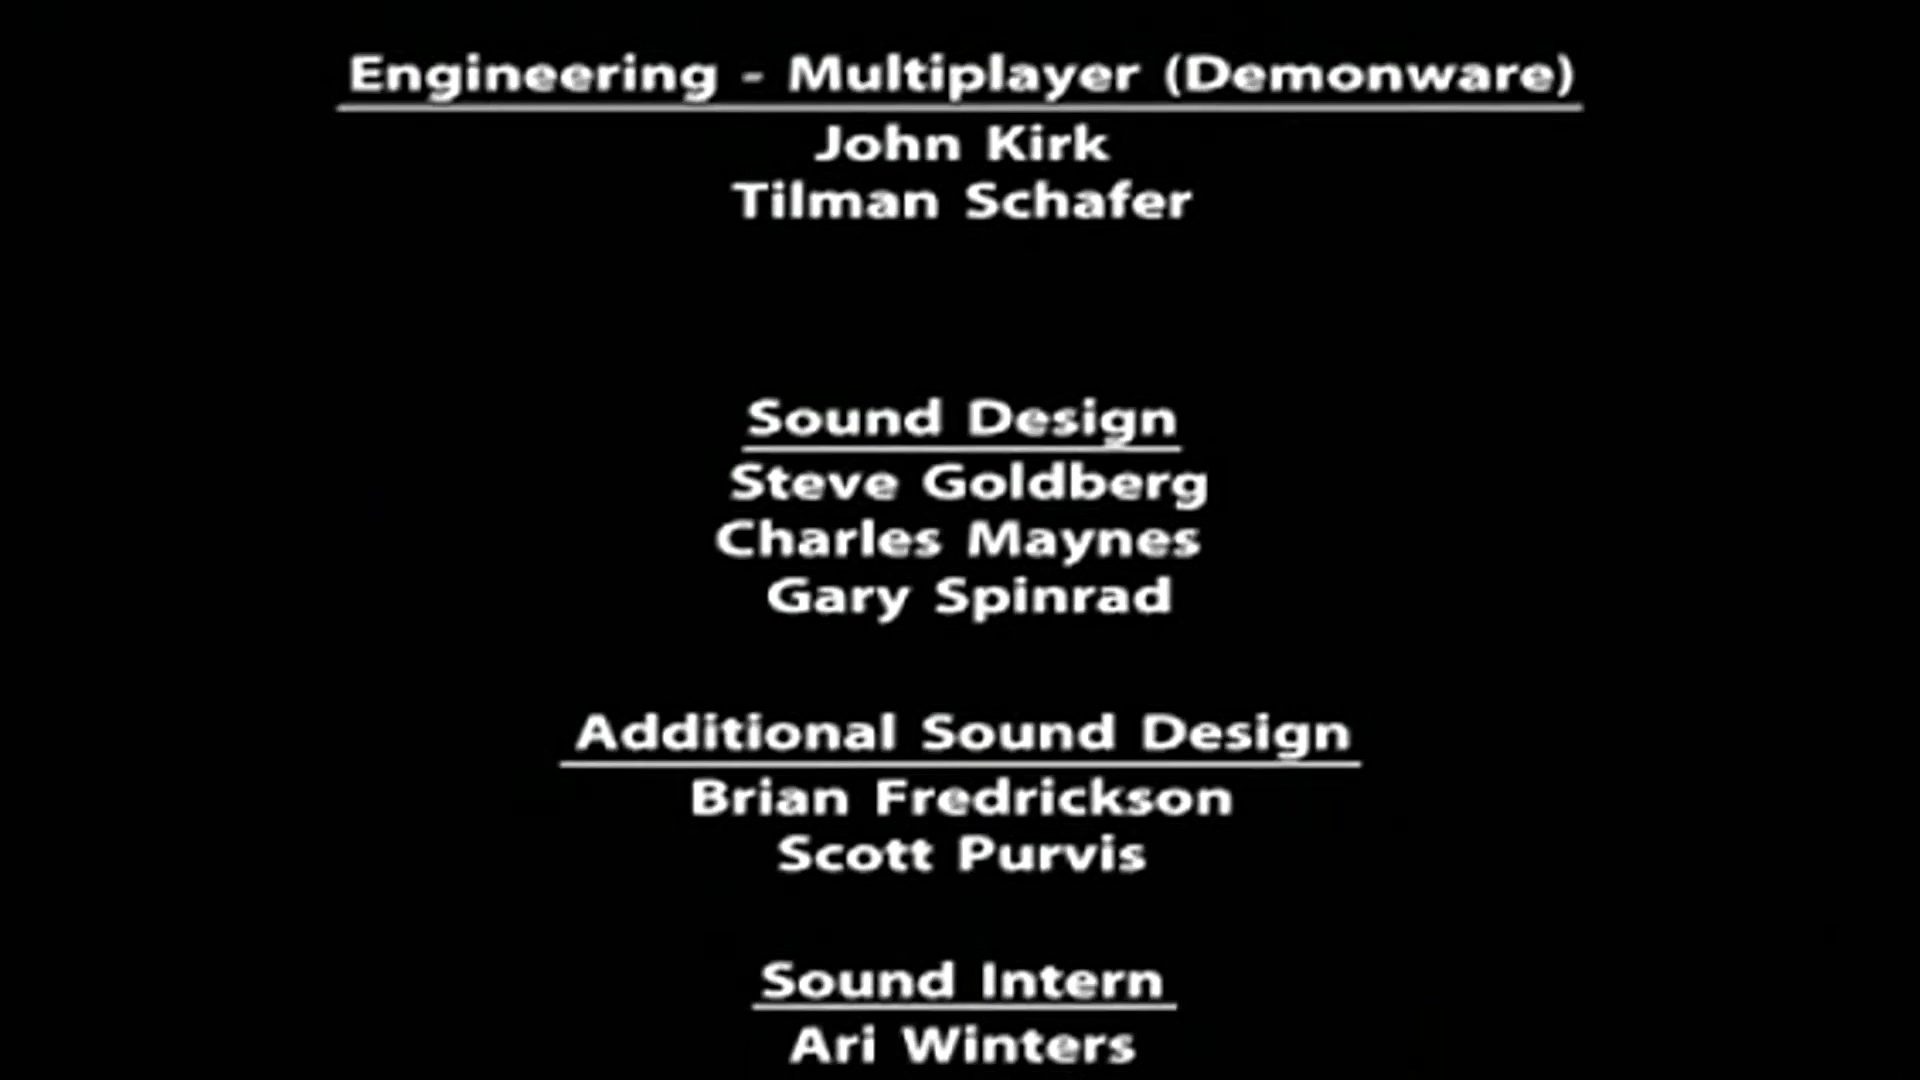 Engineering - Multiplayer (Demonware)
John Kirk
Tilman Schafer
Sound Design
Steve Goldberg
Charles Maynes
Gary Spinrad
Additional Sound Design
Brian Fredrickson
Scott Purvis
Sound Intern
Ari Winters